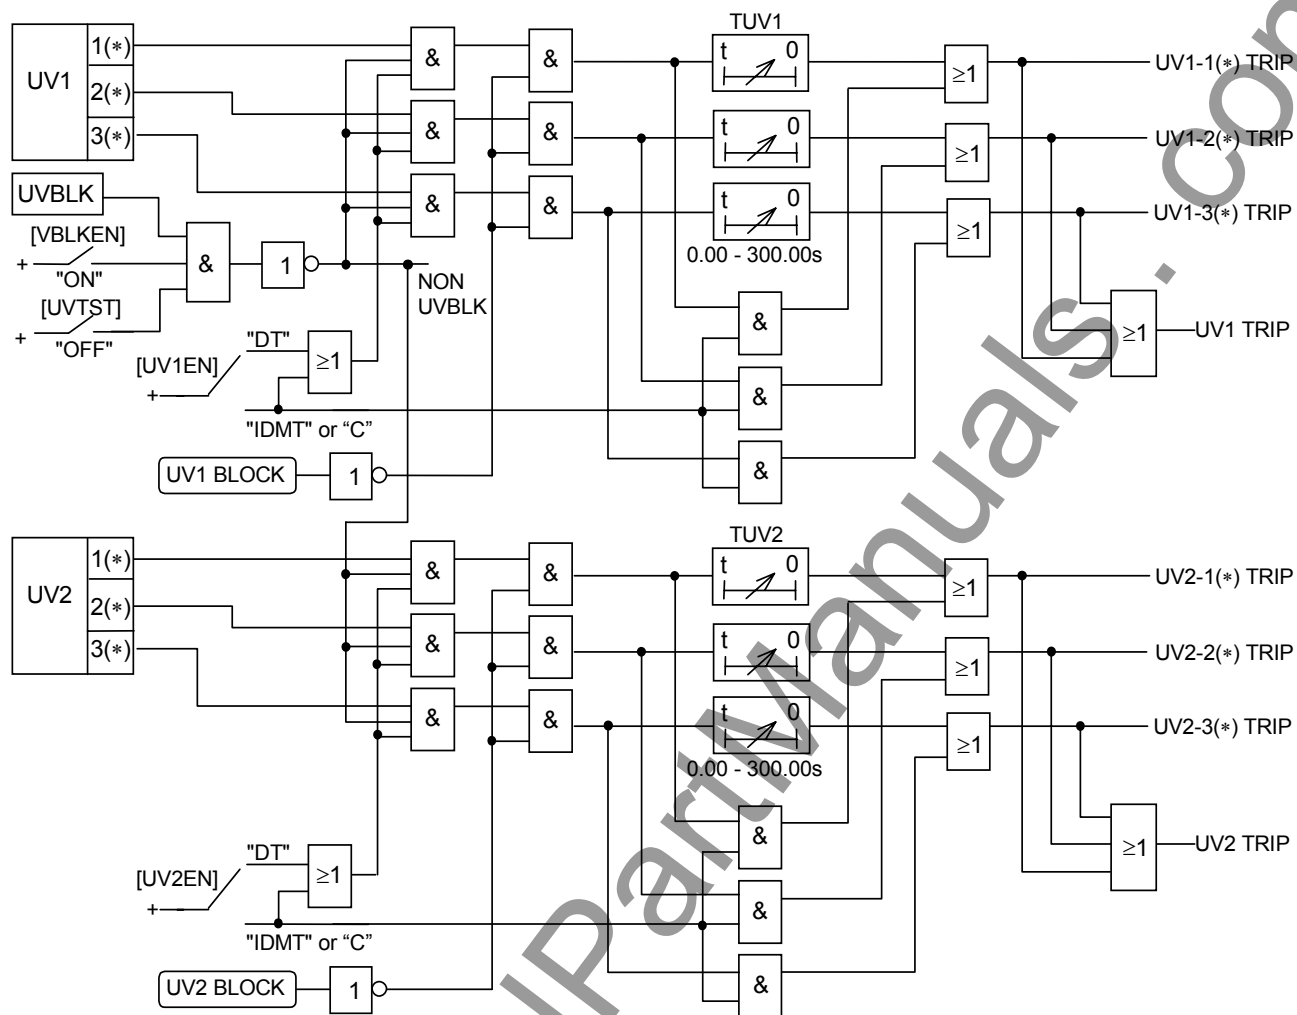 TUV1
UV1
1(*)
2(*)
3(*)
&
&
t 0
≥1
UV1-1(*) TRIP
&
&
t 0
≥1
UV1-2(*) TRIP
&
&
t 0
≥1
UV1-3(*) TRIP
0.00 - 300.00s
UVBLK
[VBLKEN]
+
"ON"
[UVTST]
+
"OFF"
&
1
NON
UVBLK
&
≥1
UV1 TRIP
[UV1EN]
+
"DT"
≥1
&
"IDMT" or “C”
&
UV1 BLOCK
1
TUV2
UV2
1(*)
2(*)
3(*)
&
&
t 0
≥1
UV2-1(*) TRIP
&
&
t 0
≥1
UV2-2(*) TRIP
&
&
t 0
≥1
UV2-3(*) TRIP
0.00 - 300.00s
&
≥1
UV2 TRIP
[UV2EN]
+
"DT"
≥1
&
"IDMT" or “C”
&
UV2 BLOCK
1
lPartManuals . com